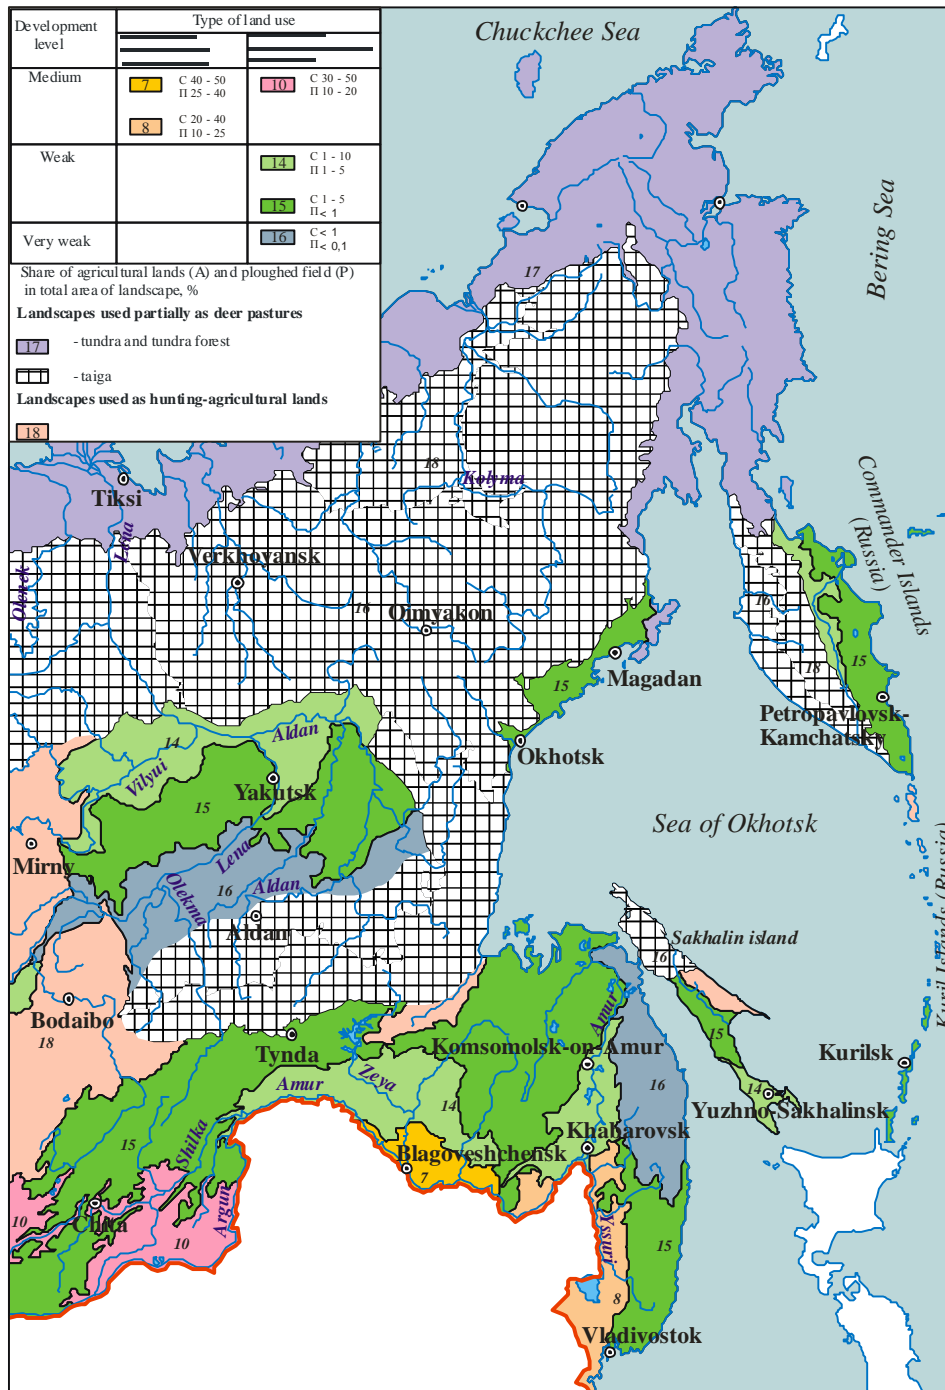 Development
level
Type of land use
Medium
7
С 40 - 50
П 25 - 40
10
С 30 - 50
П 10 - 20
8
С 20 - 40
П 10 - 25
Weak
14
С 1 - 10
П 1 - 5
15
С 1 - 5
П < 1
Very weak
16
С < 1
П < 0,1
Share of agricultural lands (A) and ploughed field (P)
in total area of landscape, %
Landscapes used partially as deer pastures
17
- tundra and tundra forest
- taiga
Landscapes used as hunting-agricultural lands
18
Chuckchee Sea
Bering Sea
17
18
Kolyma
Tiksi
Lena
Verkhoyansk
Olenek
16
Oimyakon
Commander Islands
(Russia)
16
15
18
15
Magadan
Petropavlovsk-
Kamchatsky
Okhotsk
14
Aldan
Vilyui
Yakutsk
15
Sea of Okhotsk
Mirny
Lena
16
Aldan
Olekma
Aldan
Sakhalin island
16
Kuril Islands (Russia)
Bodaibo
18
Amur
Tynda
Komsomolsk-on-Amur
15
Kurilsk
Zeya
Amur
14
16
14
Yuzhno-Sakhalinsk
15
Shilka
Khabarovsk
Blagoveshchensk
7
Chita
10
Argun
10
Yssuri
15
8
Vladivostok